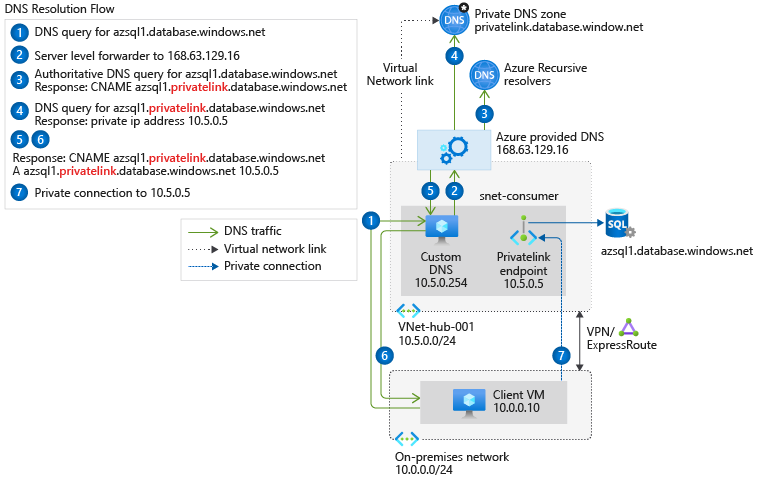 DNS Resolution Flow
1 DNS query for azsql1.database.windows.net
2 Server level forwarder to 168.63.129.16
3 Authoritative DNS query for azsql1.database.windows.net
Response: CNAME azsql1.privatelink.database.windows.net
4 DNS query for azsql1.privatelink.database.windows.net
Response: private ip address 10.5.0.5
5 6
Response: CNAME azsql1.privatelink.database.windows.net
A azsql1.privatelink.database.windows.net 10.5.0.5
7 Private connection to 10.5.0.5
DNS traffic
Virtual network link
Private connection
DNS
Private DNS zone
privatelink.database.window.net
4
Virtual
Network link
DNS
Azure Recursive
resolvers
3
Azure provided DNS
168.63.129.16
5
2
snet-consumer
1
Custom
DNS
10.5.0.254
Privatelink
endpoint
10.5.0.5
SQL
azsql1.database.windows.net
VNet-hub-001
10.5.0.0/24
VPN/
ExpressRoute
6
7
Client VM
10.0.0.10
On-premises network
10.0.0.0/24